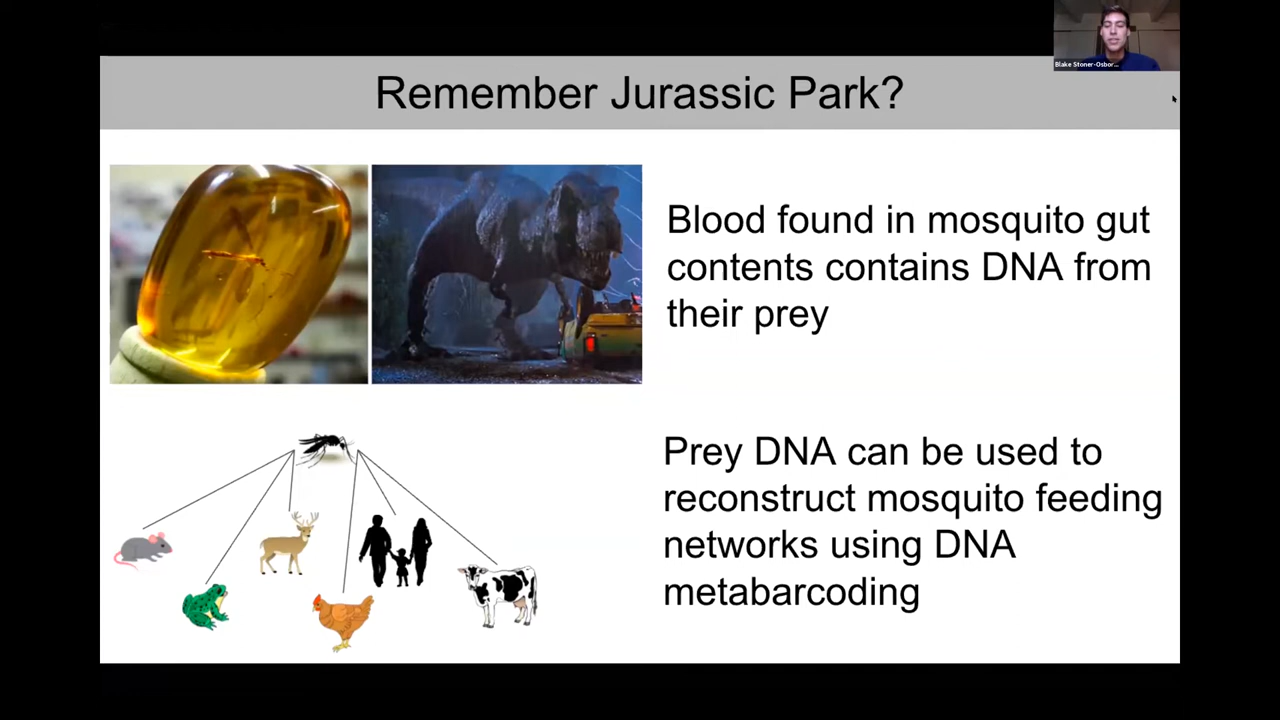 Blake Stoner-Osbor...
Remember Jurassic Park?
Blood found in mosquito gut
contents contains DNA from
their prey
Prey DNA can be used to
reconstruct mosquito feeding
networks using DNA
metabarcoding